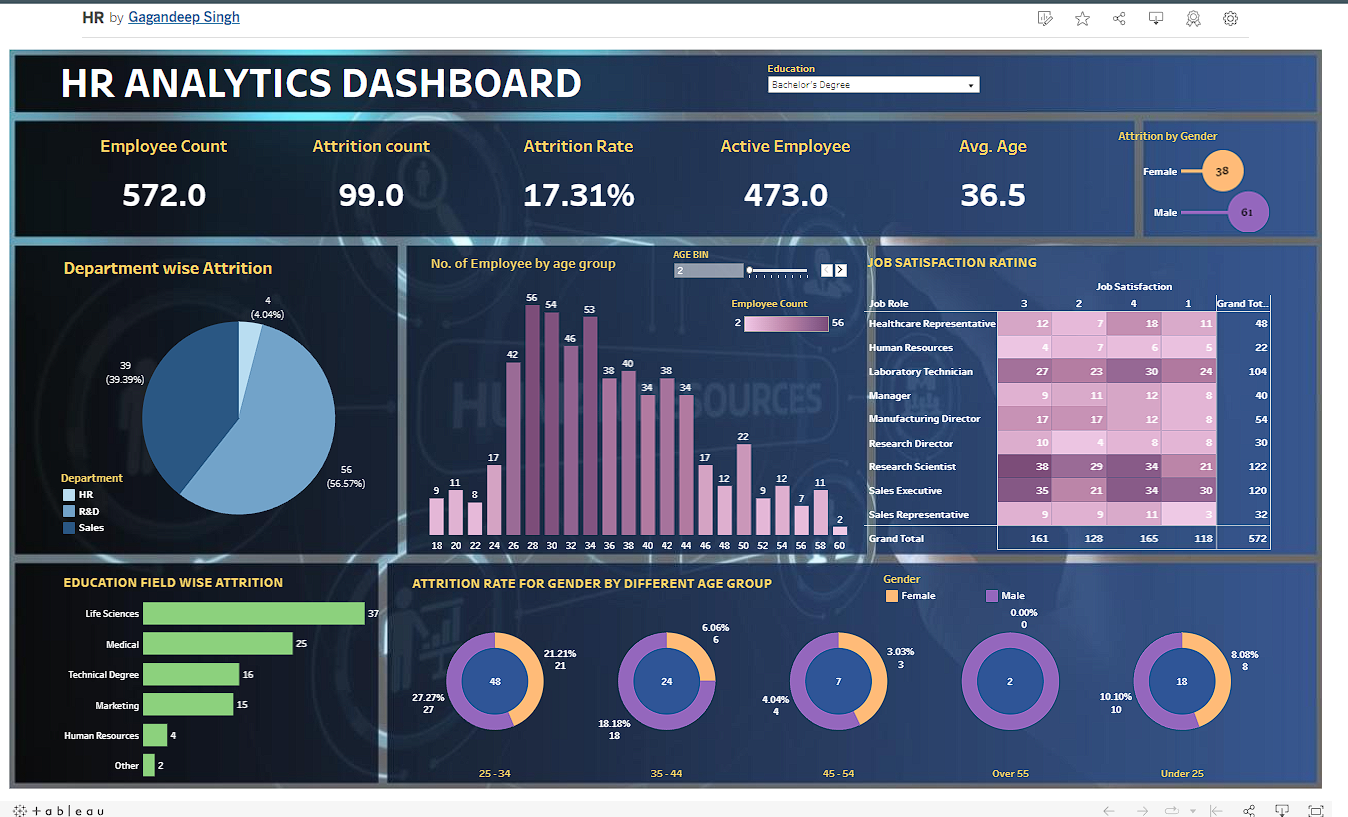 HR by Gagandeep Singh
HR ANALYTICS DASHBOARD
Education
Bachelor's Degree
Employee Count
572.0
Attrition count
99.0
Attrition Rate
17.31%
Active Employee
473.0
Avg. Age
36.5
Attrition by Gender
Female 38
Male 61
Department wise Attrition
4
(4.04%)
39
(39.39%)
56
(56.57%)
Department
HR
R&D
Sales
No. of Employee by age group
AGE BIN
2
Employee Count
2 56
9 11 8 17 42 56 54 46 53 38 40 34 38 34 17 12 22 9 12 7 11 2
18 20 22 24 26 28 30 32 34 36 38 40 42 44 46 48 50 52 54 56 58 60
HUMAN RESOURCES
JOB SATISFACTION RATING
Job Satisfaction
Job Role 3 2 4 1 Grand Tot..
Healthcare Representative 12 7 18 11 48
Human Resources 4 7 6 5 22
Laboratory Technician 27 23 30 24 104
Manager 9 11 12 8 40
Manufacturing Director 17 17 12 8 54
Research Director 10 4 8 8 30
Research Scientist 38 29 34 21 122
Sales Executive 35 21 34 30 120
Sales Representative 9 9 11 3 32
Grand Total 161 128 165 118 572
EDUCATION FIELD WISE ATTRITION
Life Sciences 37
Medical 25
Technical Degree 16
Marketing 15
Human Resources 4
Other 2
ATTRITION RATE FOR GENDER BY DIFFERENT AGE GROUP
Gender
Female Male
21.21%
21
48
27.27%
27
25 - 34
6.06%
6
24
18.18%
18
35 - 44
3.03%
3
7
4.04%
4
45 - 54
0.00%
0
2
Over 55
8.08%
8
18
10.10%
10
Under 25
+ a b | e a u